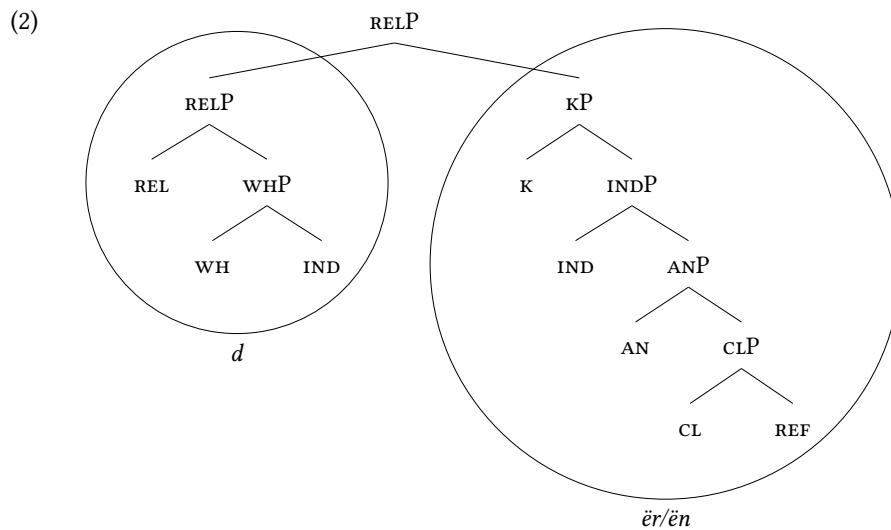 (2)
RELP
RELP KP
REL WHP K INDP
WH IND IND ANP
d AN CLP
CL REF
ër/ën